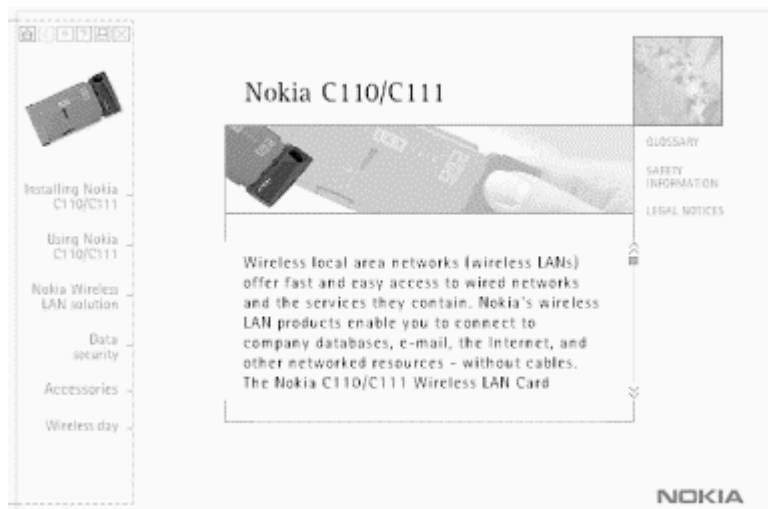 Nokia C110/C111
GLOSSARY
SAFETY
INFORMATION
LEGAL NOTICES
Installing Nokia
C110/C111
Using Nokia
C110/C111
Nokia Wireless
LAN solution
Data
security
Accessories
Wireless day
Wireless local area networks (wireless LANs)
offer fast and easy access to wired networks
and the services they contain. Nokia's wireless
LAN products enable you to connect to
company databases, e-mail, the Internet, and
other networked resources – without cables.
The Nokia C110/C111 Wireless LAN Card
NOKIA